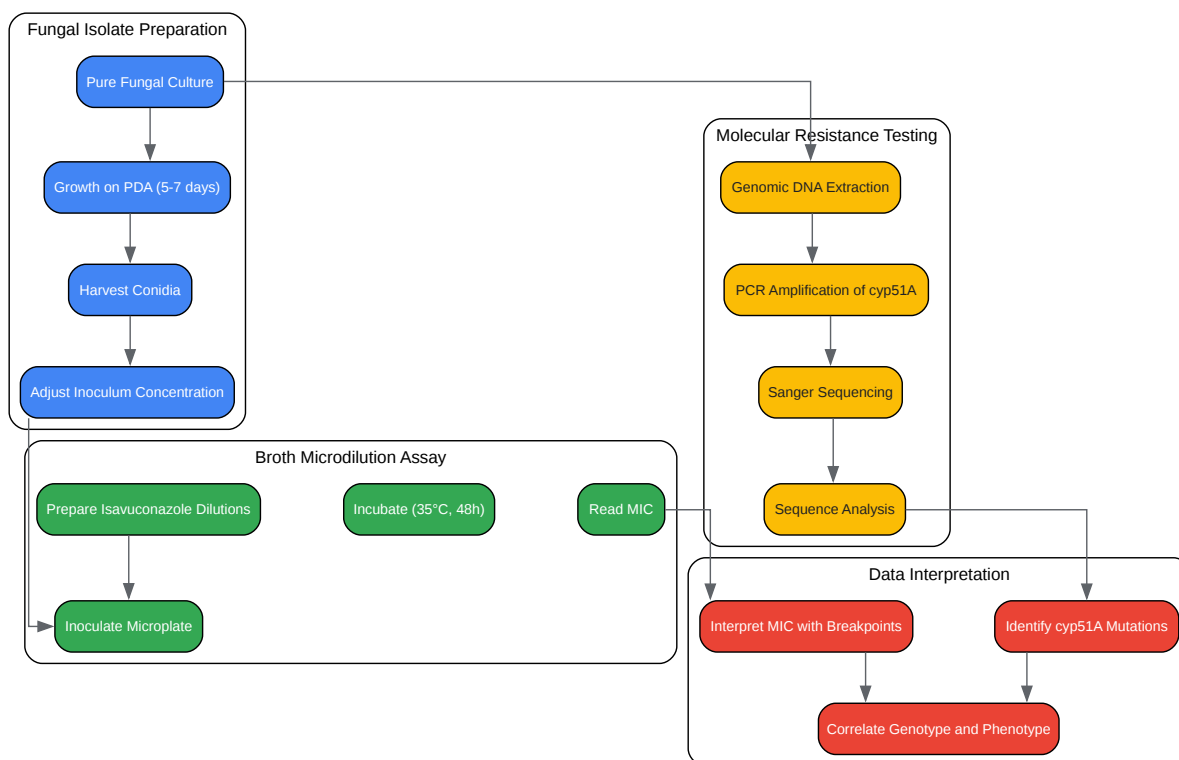 Fungal Isolate Preparation
Pure Fungal Culture
Growth on PDA (5-7 days)
Harvest Conidia
Adjust Inoculum Concentration
Molecular Resistance Testing
Genomic DNA Extraction
PCR Amplification of cyp51A
Sanger Sequencing
Sequence Analysis
Broth Microdilution Assay
Prepare Isavuconazole Dilutions
Incubate (35°C, 48h)
Read MIC
Inoculate Microplate
Data Interpretation
Interpret MIC with Breakpoints
Identify cyp51A Mutations
Correlate Genotype and Phenotype